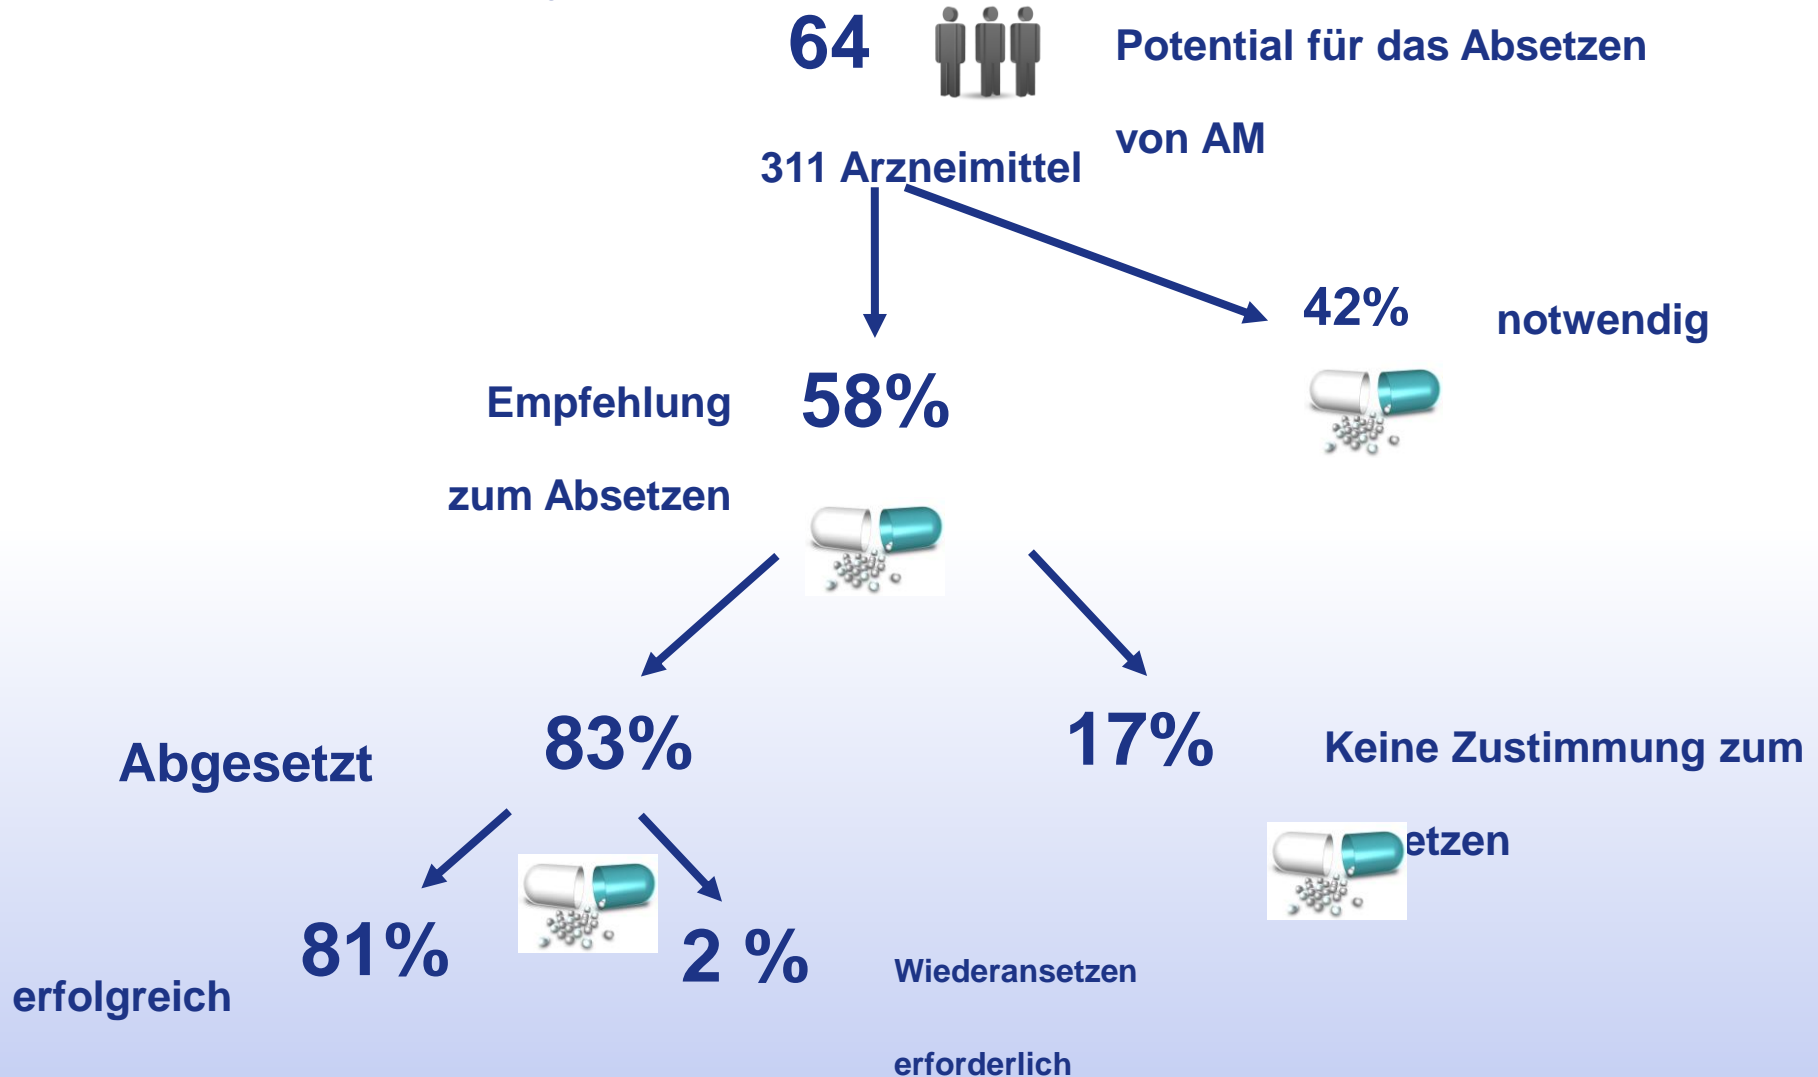 64
Potential für das Absetzen
von AM
311 Arzneimittel
42%
notwendig
Empfehlung
zum Absetzen
58%
Abgesetzt
83%
17%
Keine Zustimmung zum
etzen
erfolgreich
81%
2 %
Wiederansetzen
erforderlich